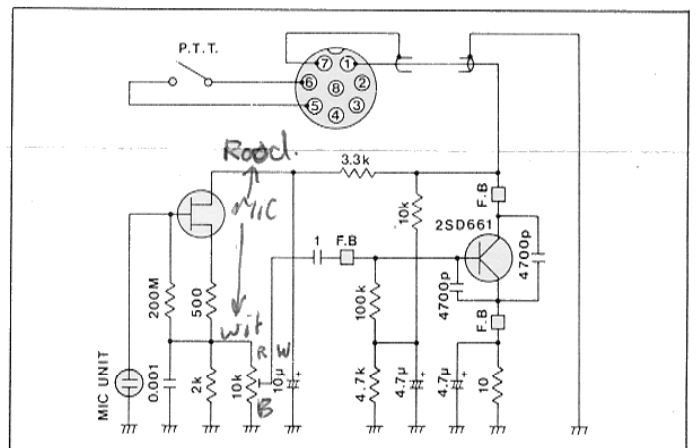 P.T.T.
7 1
6 8 2
5 4 3
Rood.
3.3k
MIC
F.B
10k
2SD661
4700p
1 F.B
200M
500
100k
4700p
F.B
wit
R W
MIC UNIT
0.001
2k
10k
10μ +
4.7k
4.7μ +
4.7μ +
10
B